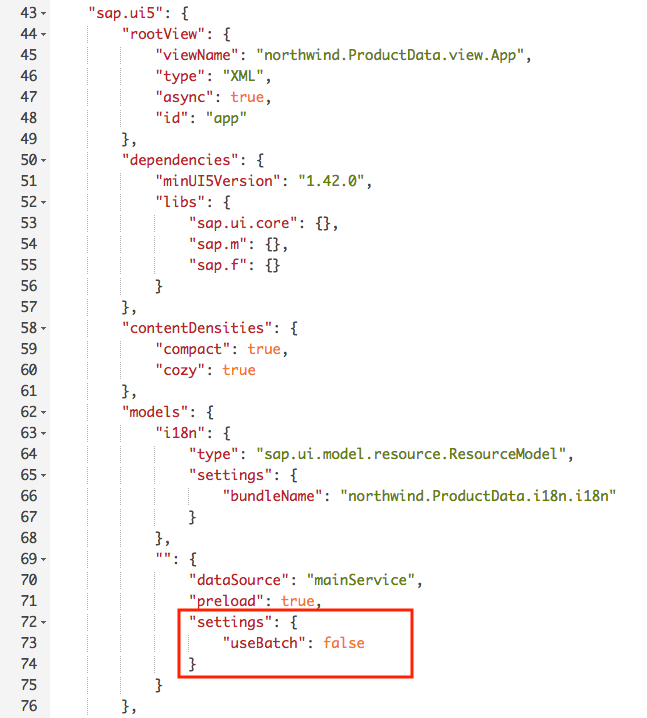 43 "sap.ui5": {
44 "rootView": {
45 "viewName": "northwind.ProductData.view.App",
46 "type": "XML",
47 "async": true,
48 "id": "app"
49 },
50 "dependencies": {
51 "minUI5Version": "1.42.0",
52 "libs": {
53 "sap.ui.core": {},
54 "sap.m": {},
55 "sap.f": {}
56 }
57 },
58 "contentDensities": {
59 "compact": true,
60 "cozy": true
61 },
62 "models": {
63 "i18n": {
64 "type": "sap.ui.model.resource.ResourceModel",
65 "settings": {
66 "bundleName": "northwind.ProductData.i18n.i18n"
67 }
68 },
69 "": {
70 "dataSource": "mainService",
71 "preload": true,
72 "settings": {
73 "useBatch": false
74 }
75 }
76 },